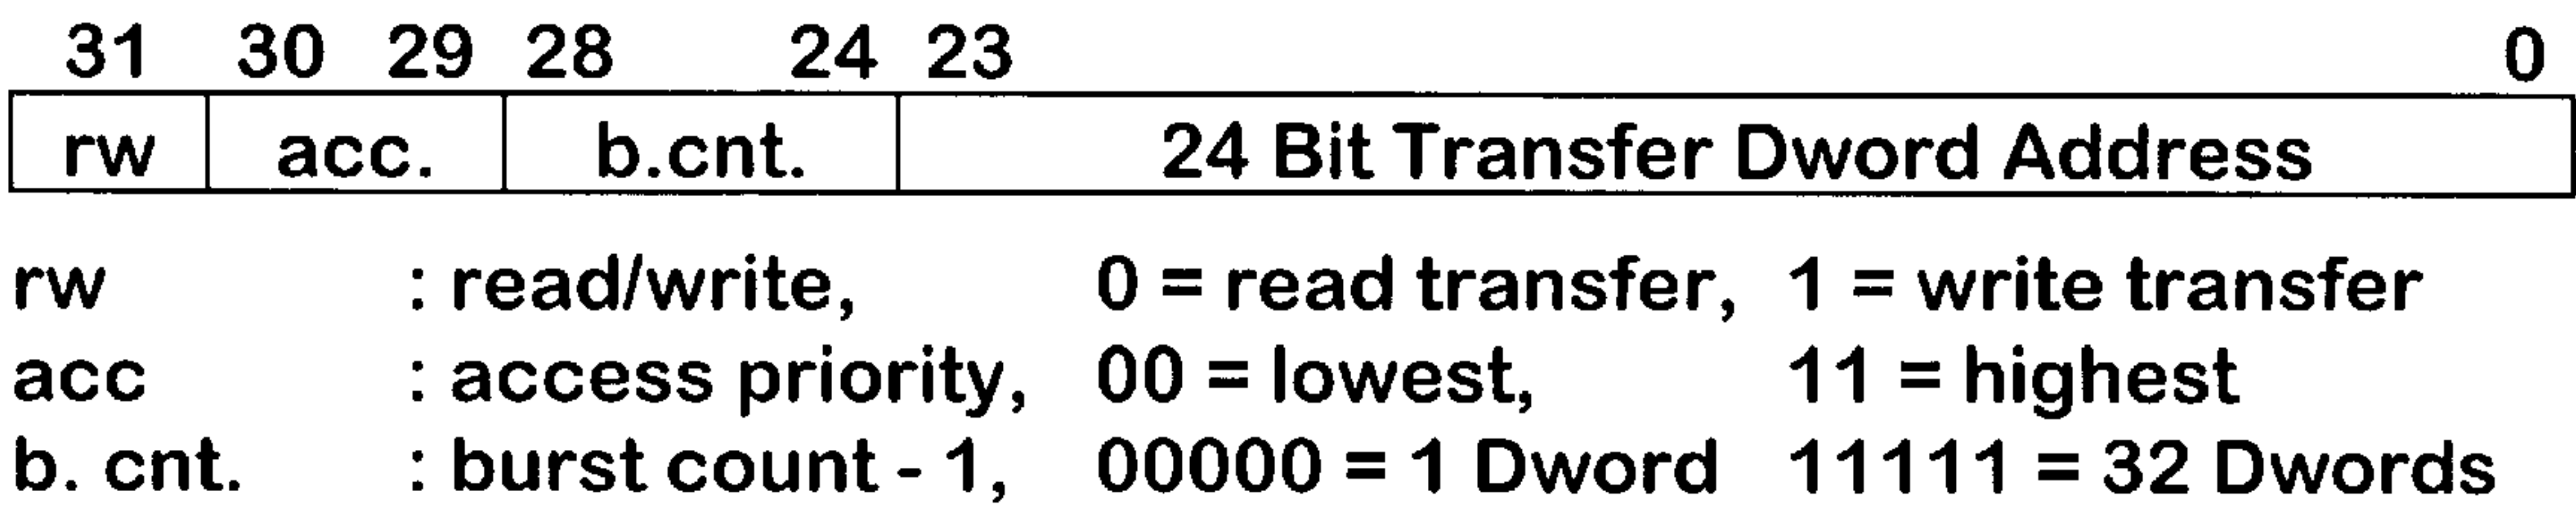 31 30 29 28 24 23 0
rw acc. b.cnt. 24 Bit Transfer Dword Address
rw : read/write, 0 = read transfer, 1 = write transfer
acc : access priority, 00 = lowest, 11 = highest
b. cnt. : burst count - 1, 00000 = 1 Dword 11111 = 32 Dwords